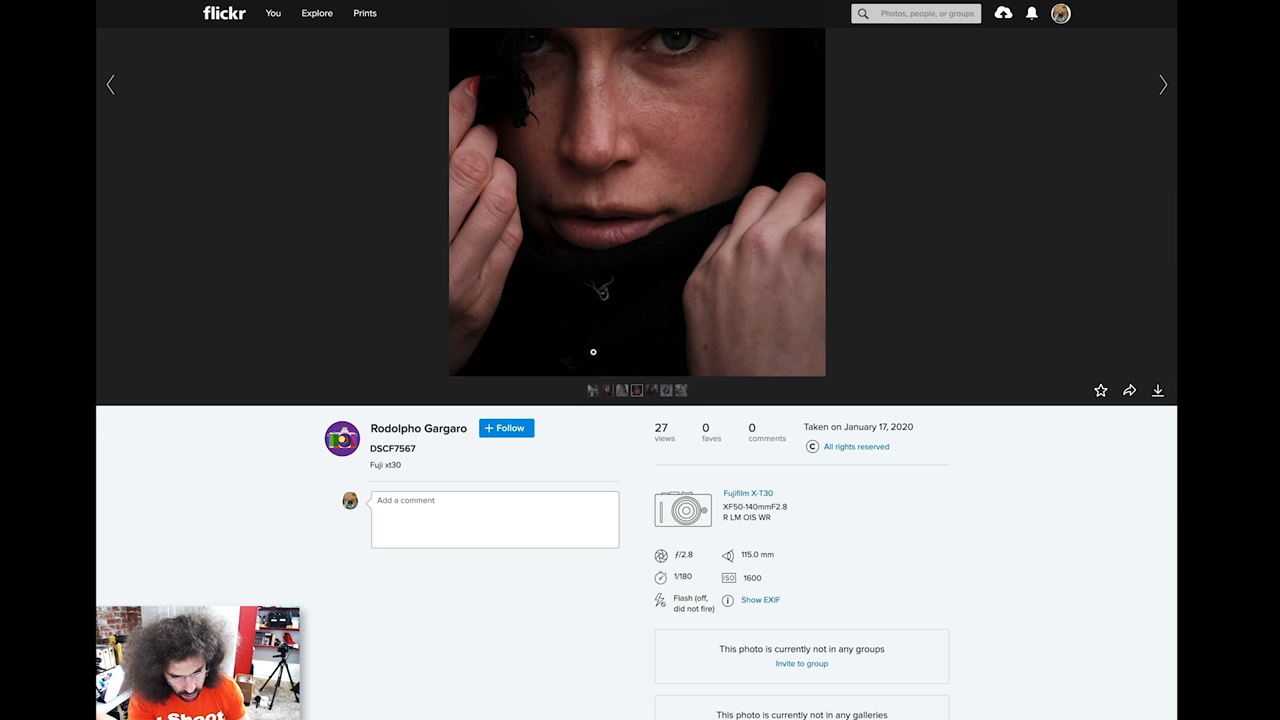 flickr
You
Explore
Prints
Photos, people, or groups
Rodolpho Gargaro
+ Follow
DSCF7567
Fuji xt30
Add a comment
27
views
0
faves
0
comments
Taken on January 17, 2020
C All rights reserved
Fujifilm X-T30
XF50-140mmF2.8
R LM OIS WR
ƒ/2.8
115.0 mm
1/180
ISO 1600
Flash (off,
did not fire)
Show EXIF
This photo is currently not in any groups
Invite to group
This photo is currently not in any galleries
I Shoot